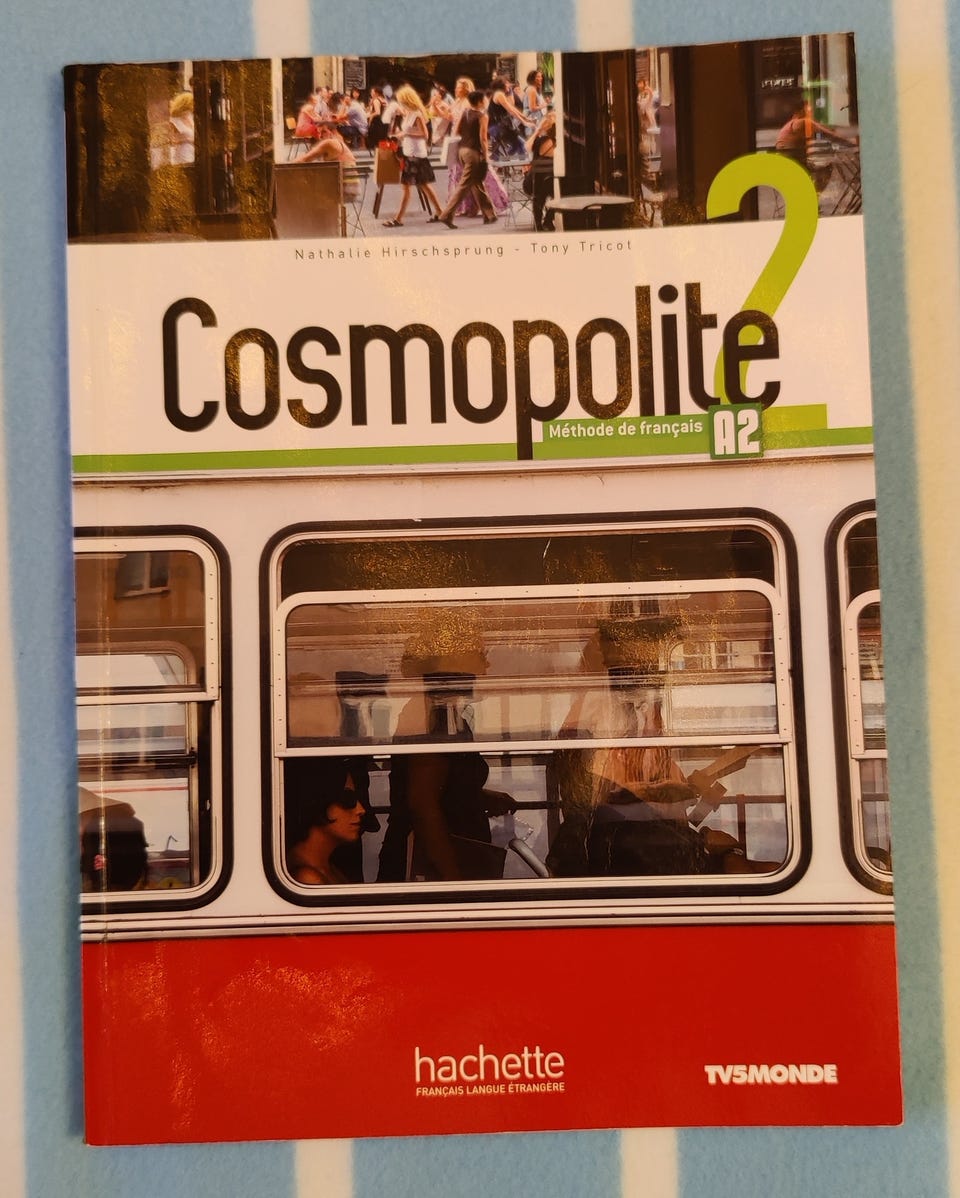 Nathalie Hirschsprung - Tony Tricot
2
Cosmopolite
Méthode de français A2
hachette
FRANÇAIS LANGUE ÉTRANGÈRE
TV5MONDE